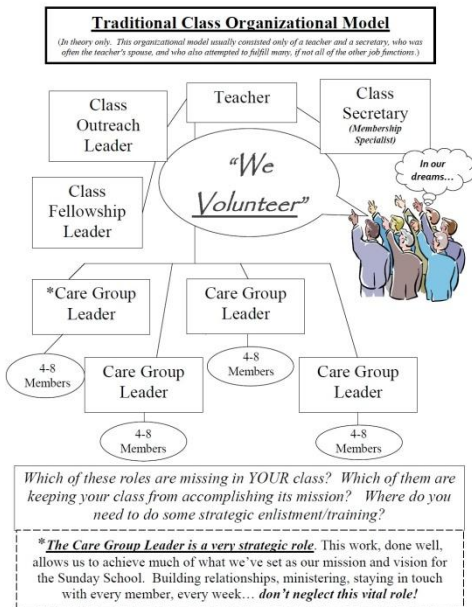 Traditional Class Organizational Model
(In theory only.  This organizational model usually consisted only of a teacher and a secretary, who was
often the teacher's spouse, and who also attempted to fulfill many, if not all of the other job functions.)
Teacher
Class
Outreach
Leader
Class
Secretary
(Membership
Specialist)
"We
Volunteer"
In our
dreams…
Class
Fellowship
Leader
*Care Group
Leader
Care Group
Leader
4-8
Members
4-8
Members
Care Group
Leader
Care Group
Leader
4-8
Members
4-8
Members
Which of these roles are missing in YOUR class?  Which of them are
keeping your class from accomplishing its mission?   Where do you
need to do some strategic enlistment/training?
*The Care Group Leader is a very strategic role.  This work, done well,
allows us to achieve much of what we've set as our mission and vision for
the Sunday School.  Building relationships, ministering, staying in touch
with every member, every week… don't neglect this vital role!